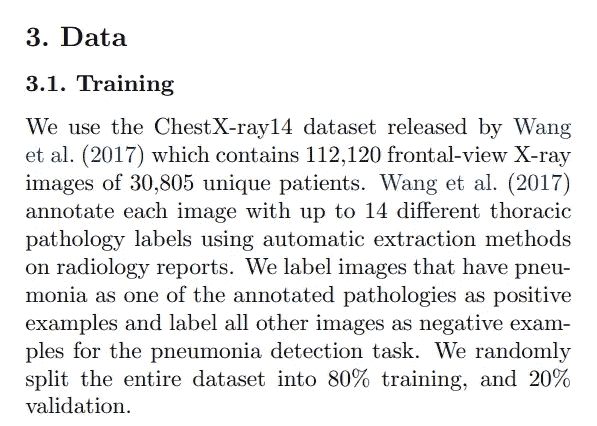 3. Data
3.1. Training
We use the ChestX-ray14 dataset released by Wang
et al. (2017) which contains 112,120 frontal-view X-ray
images of 30,805 unique patients. Wang et al. (2017)
annotate each image with up to 14 different thoracic
pathology labels using automatic extraction methods
on radiology reports. We label images that have pneu-
monia as one of the annotated pathologies as positive
examples and label all other images as negative exam-
ples for the pneumonia detection task. We randomly
split the entire dataset into 80% training, and 20%
validation.